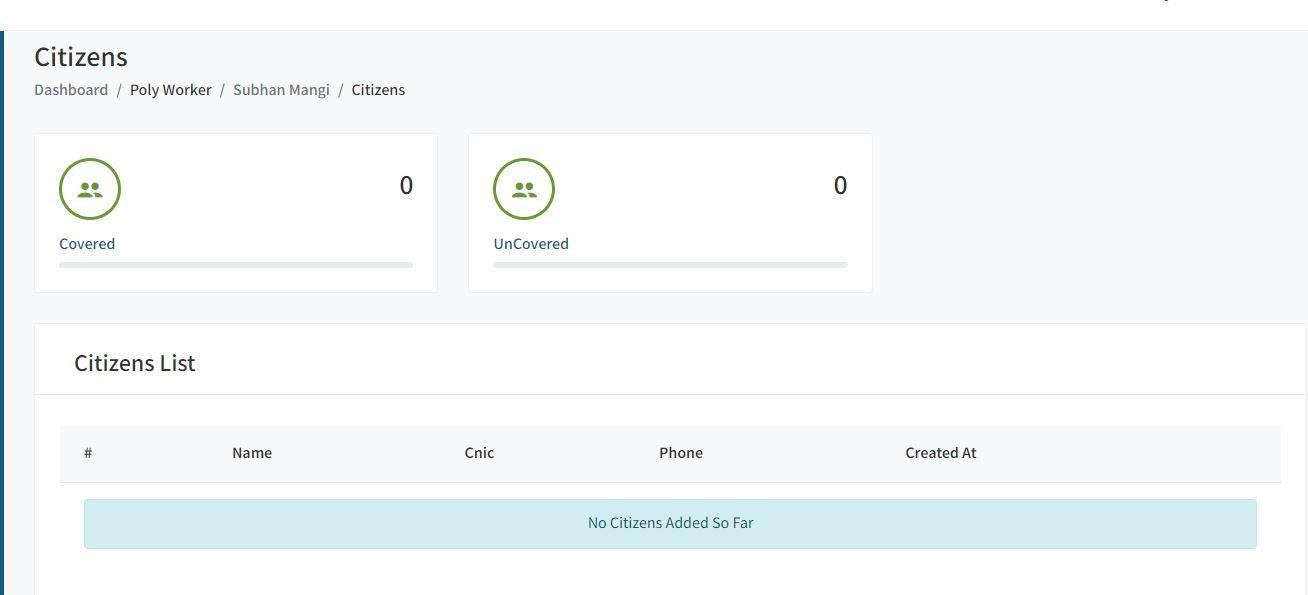 Citizens
Dashboard / Poly Worker / Subhan Mangi / Citizens
0
Covered
0
UnCovered
Citizens List
# Name Cnic Phone Created At
No Citizens Added So Far